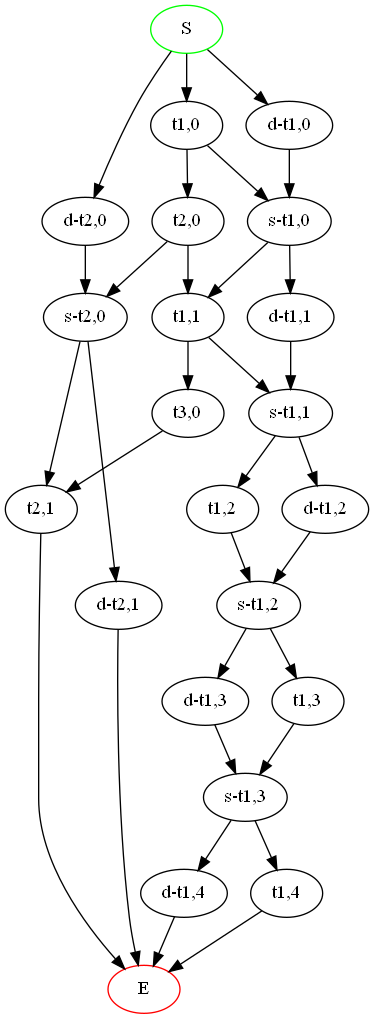 S
t1,0
d-t1,0
d-t2,0
t2,0
s-t1,0
s-t2,0
t1,1
d-t1,1
t3,0
s-t1,1
t2,1
t1,2
d-t1,2
d-t2,1
s-t1,2
d-t1,3
t1,3
s-t1,3
d-t1,4
t1,4
E